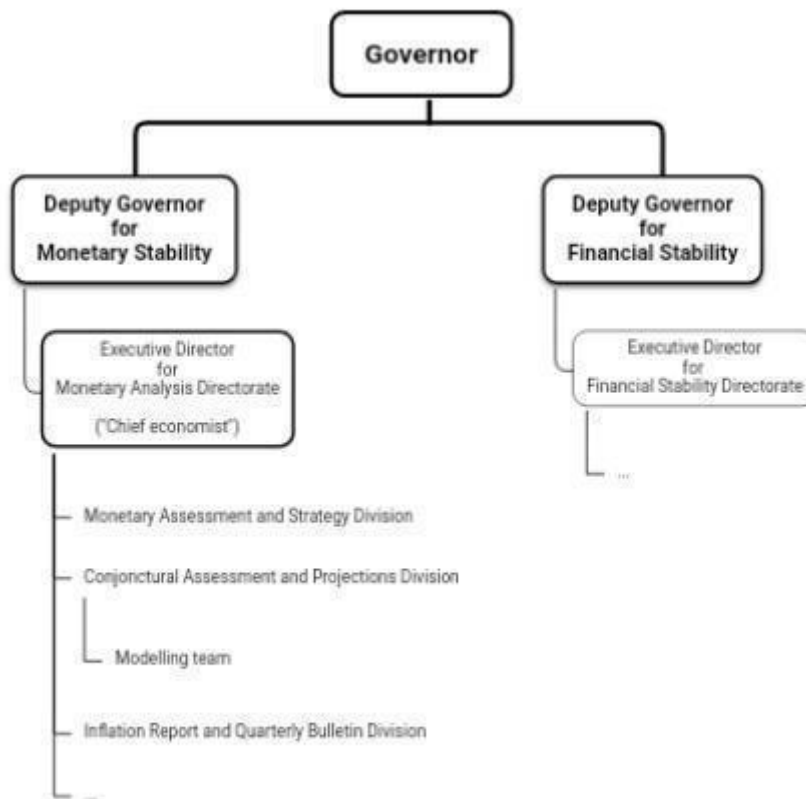 Governor
Deputy Governor
for
Monetary Stability
Deputy Governor
for
Financial Stability
Executive Director
for
Monetary Analysis Directorate
("Chief economist")
Executive Director
for
Financial Stability Directorate
...
Monetary Assessment and Strategy Division
Conjonctural Assessment and Projections Division
Modelling team
Inflation Report and Quarterly Bulletin Division
...